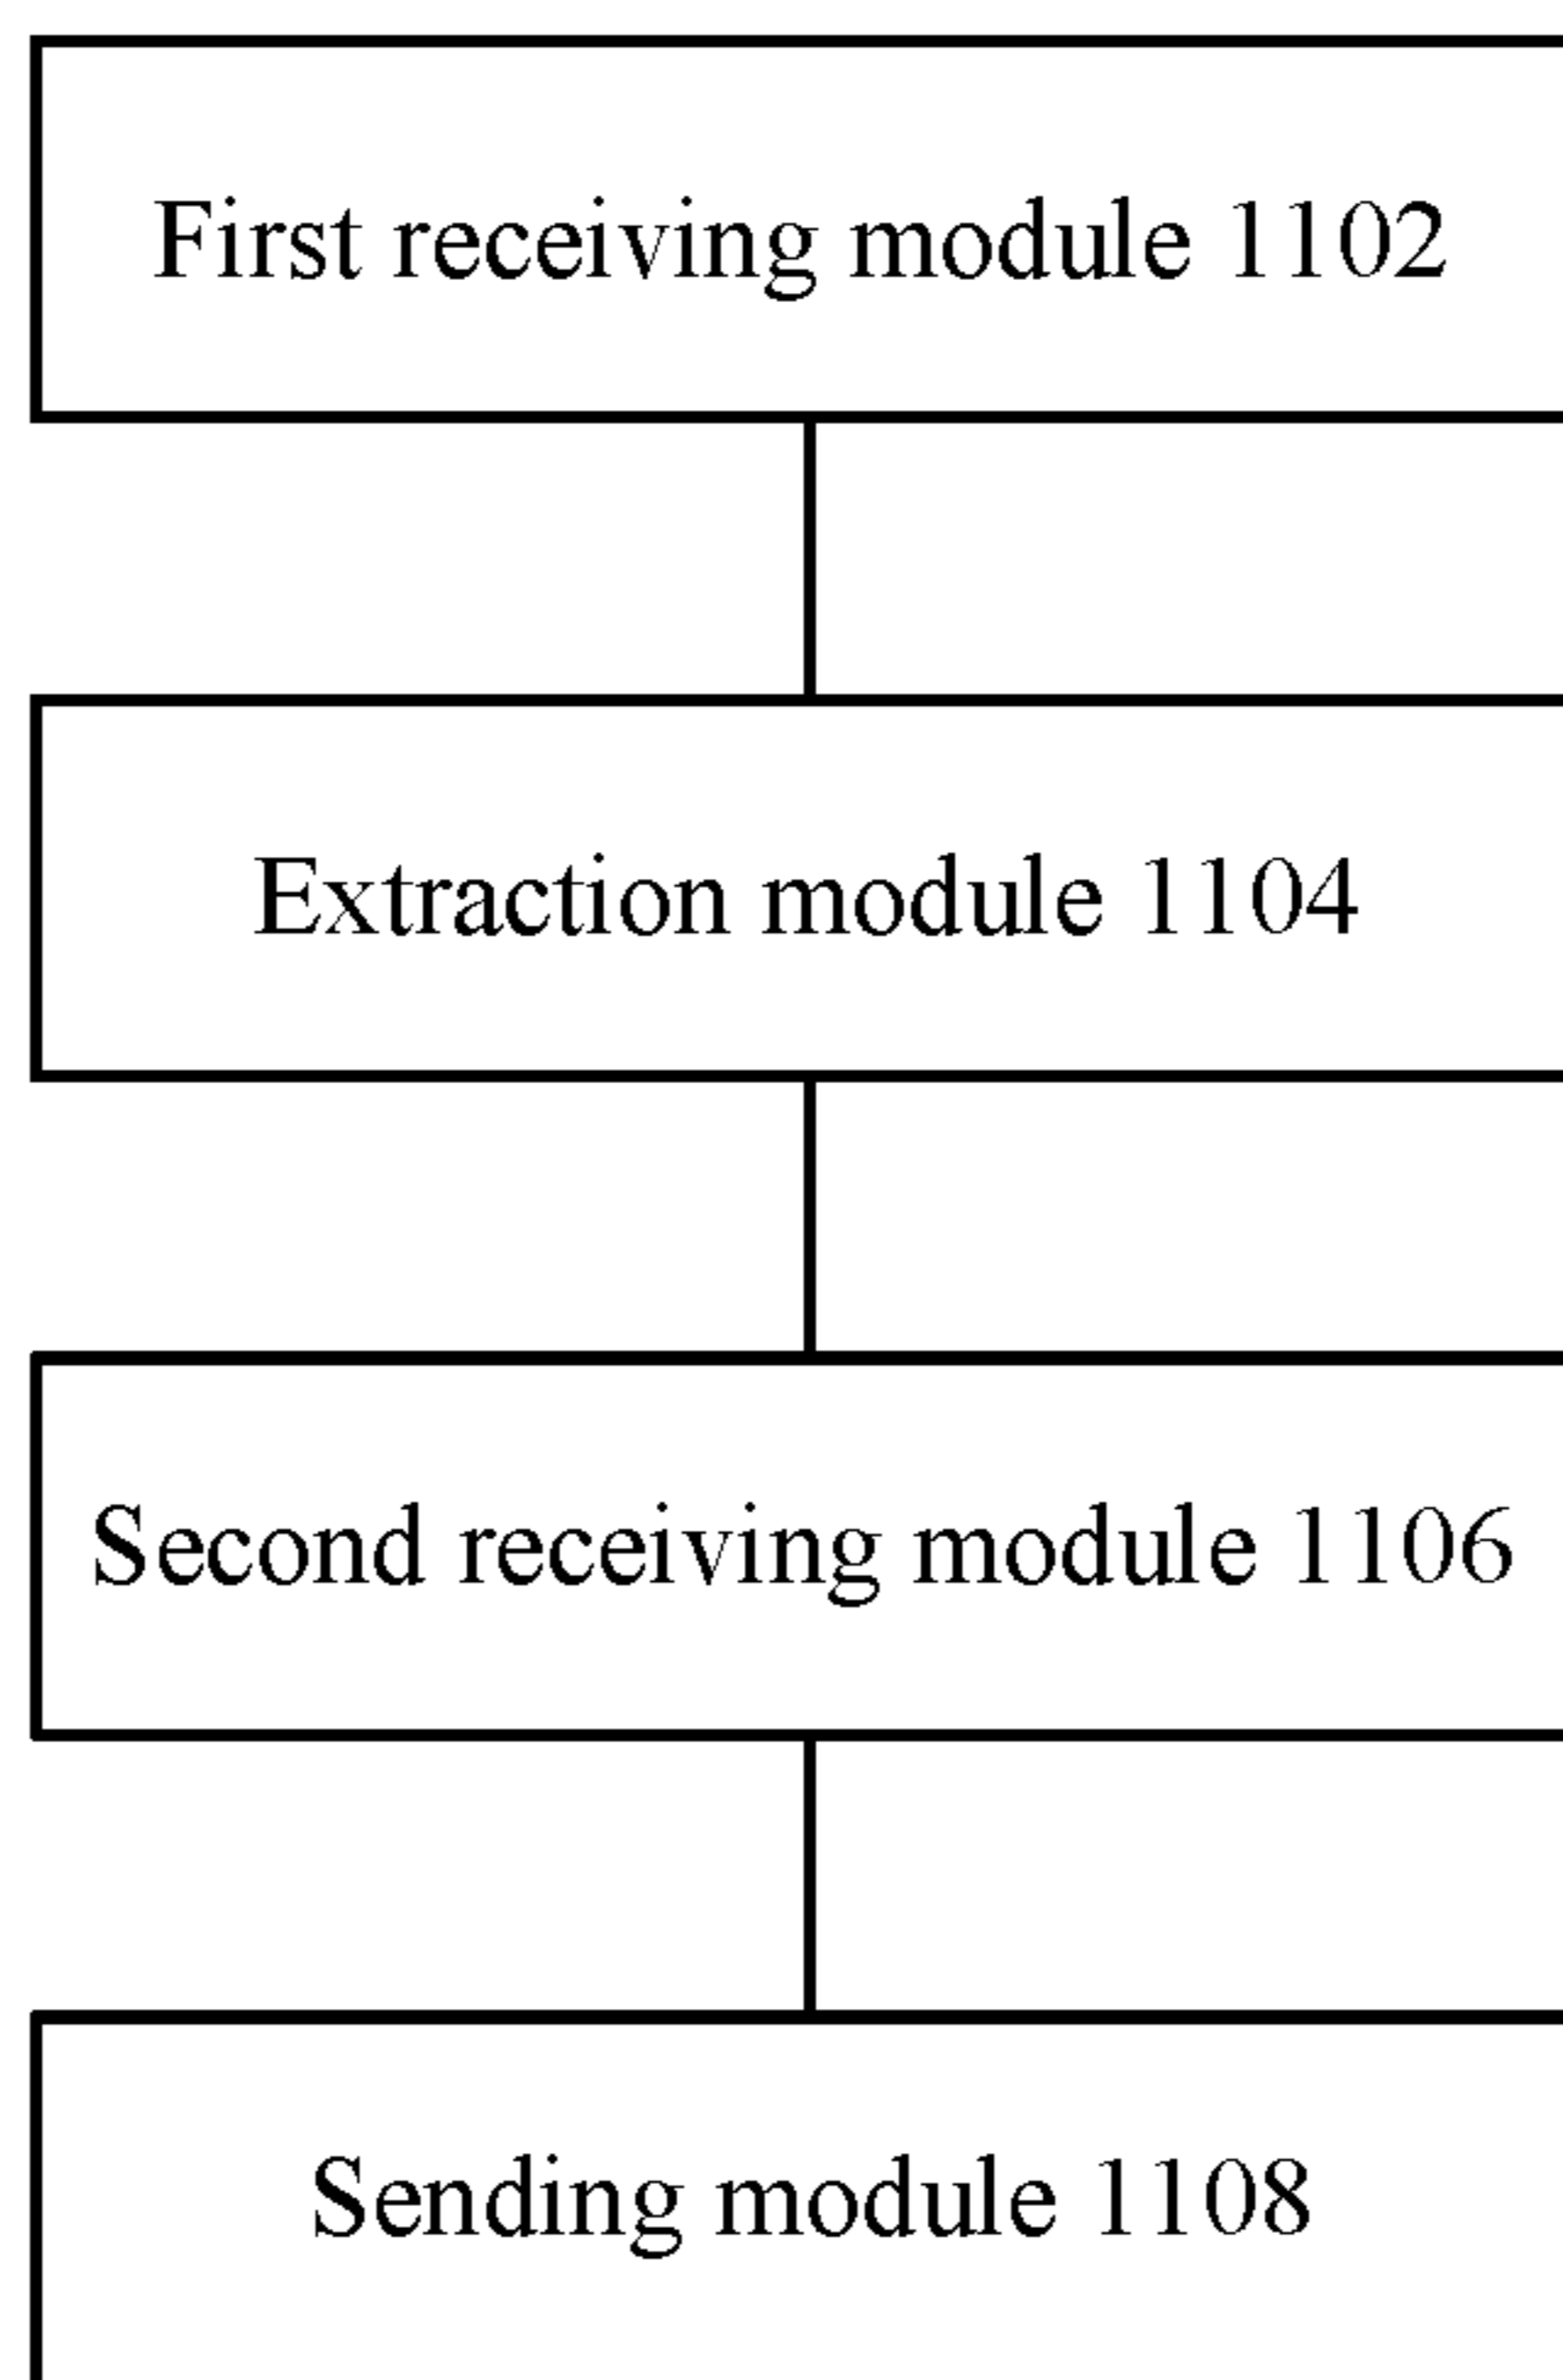 First receiving module 1102
Extraction module 1104
Second receiving module 1106
Sending module 1108